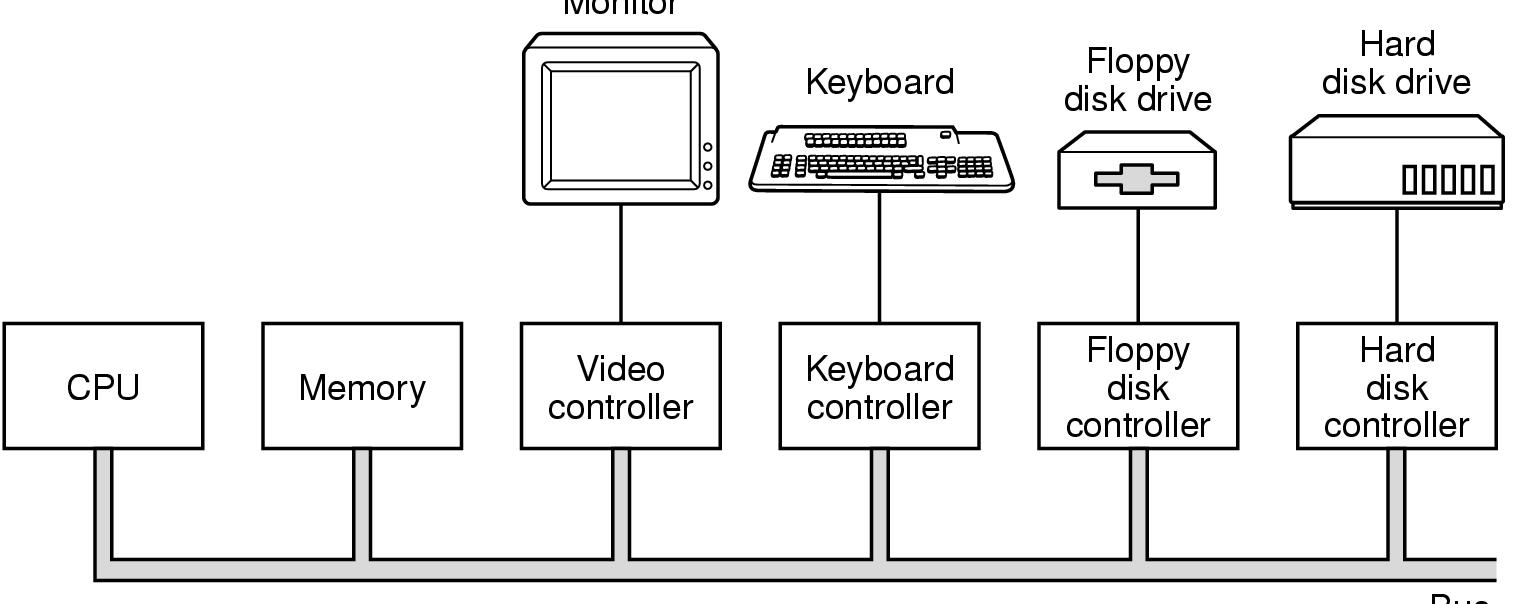 Monitor
Keyboard
Floppy
disk drive
Hard
disk drive
CPU
Memory
Video
controller
Keyboard
controller
Floppy
disk
controller
Hard
disk
controller
Bus